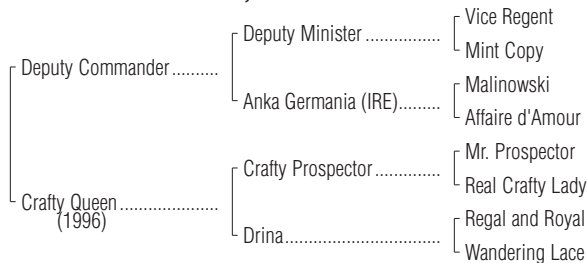 Vice Regent
Deputy Minister ................
Mint Copy
Deputy Commander..........
Malinowski
Anka Germania (IRE).........
Affaire d'Amour
Mr. Prospector
Crafty Prospector ..............
Real Crafty Lady
Crafty Queen .....................
(1996)
Regal and Royal
Drina.................................
Wandering Lace